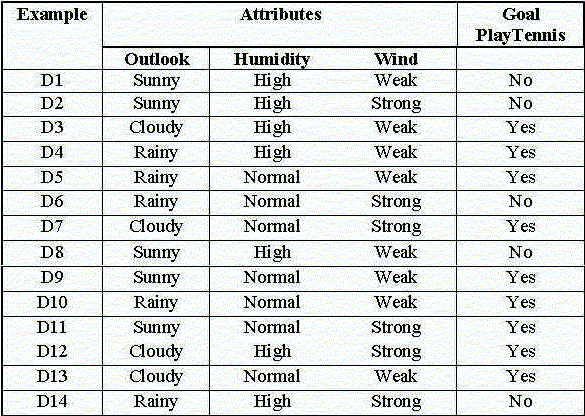 Example Attributes Goal
PlayTennis
Outlook Humidity Wind
D1 Sunny High Weak No
D2 Sunny High Strong No
D3 Cloudy High Weak Yes
D4 Rainy High Weak Yes
D5 Rainy Normal Weak Yes
D6 Rainy Normal Strong No
D7 Cloudy Normal Strong Yes
D8 Sunny High Weak No
D9 Sunny Normal Weak Yes
D10 Rainy Normal Weak Yes
D11 Sunny Normal Strong Yes
D12 Cloudy High Strong Yes
D13 Cloudy Normal Weak Yes
D14 Rainy High Strong No